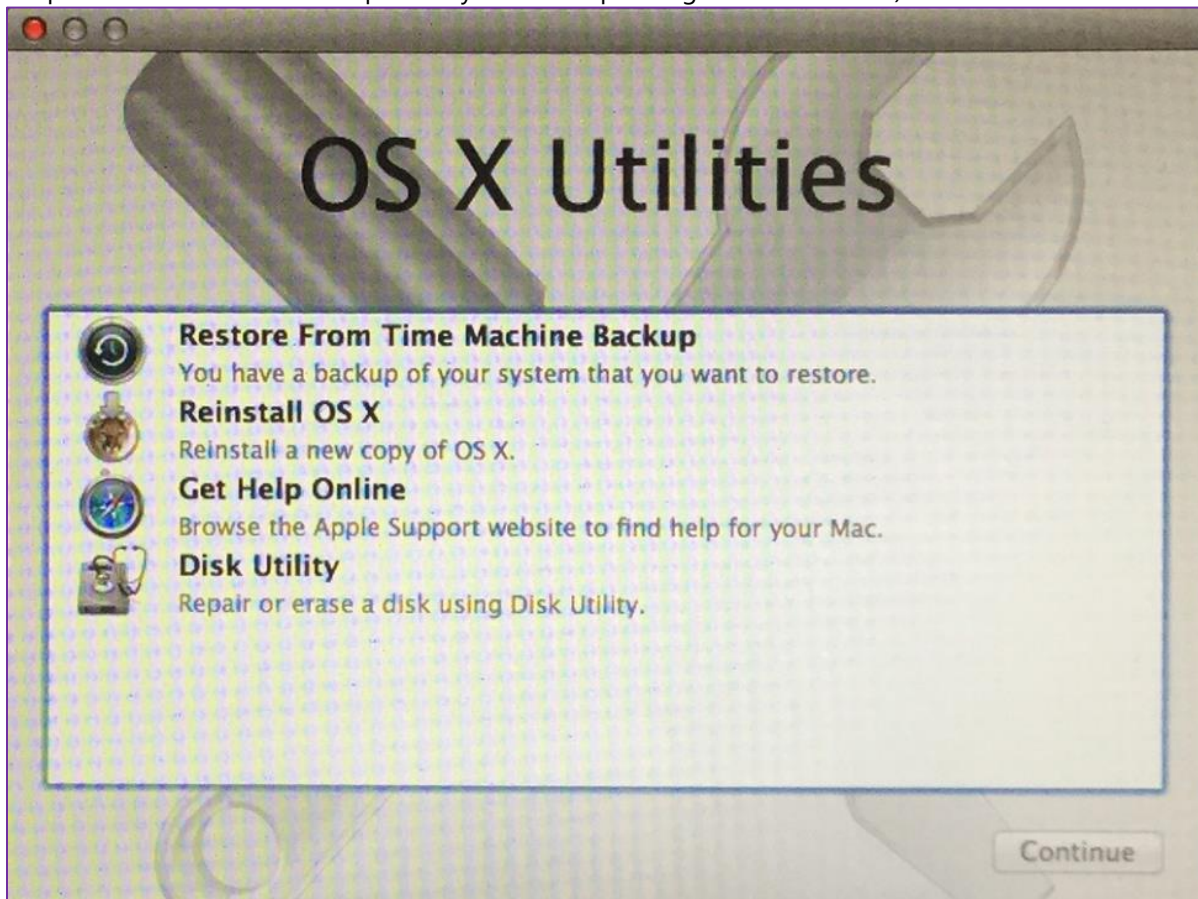 OS X Utilities
Restore From Time Machine Backup
You have a backup of your system that you want to restore.
Reinstall OS X
Reinstall a new copy of OS X.
Get Help Online
Browse the Apple Support website to find help for your Mac.
Disk Utility
Repair or erase a disk using Disk Utility.
Continue